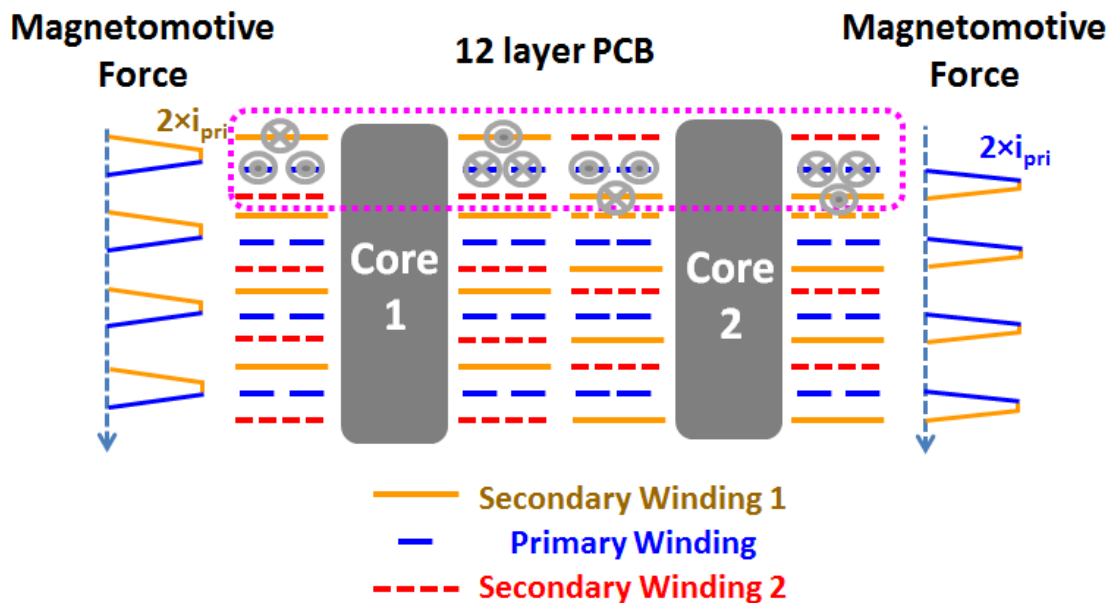 Magnetomotive
Force
12 layer PCB
Magnetomotive
Force
2×ipri
2×ipri
Core
1
Core
2
Secondary Winding 1
Primary Winding
Secondary Winding 2